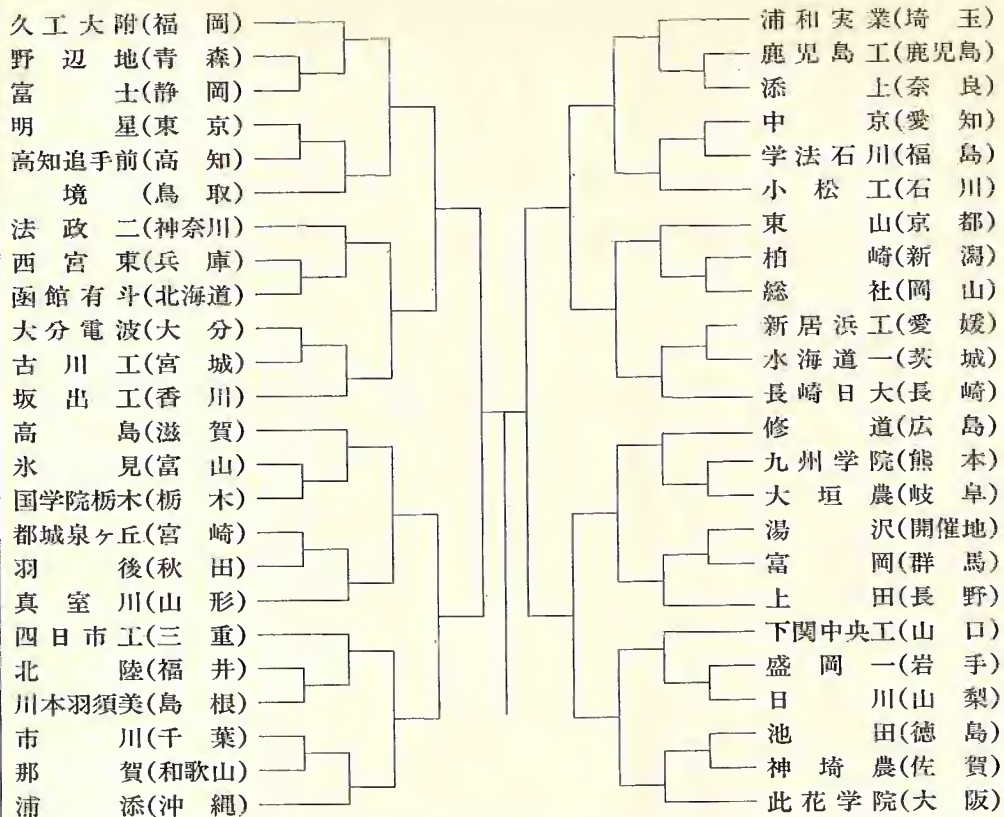 久工大附(福岡)
野辺地(青森)
富士(静岡)
明星(東京)
高知追手前(高知)
境(鳥取)
法政二(神奈川)
西宮東(兵庫)
函館有斗(北海道)
大分電波(大分)
古川工(宮城)
坂出工(香川)
高島(滋賀)
氷見(富山)
国学院栃木(栃木)
都城泉ヶ丘(宮崎)
羽後(秋田)
真室川(山形)
四日市工(三重)
北陸(福井)
川本羽須美(島根)
市川(千葉)
那賀(和歌山)
浦添(沖縄)
浦和実業(埼玉)
鹿児島工(鹿児島)
添上(奈良)
中京(愛知)
学法石川(福島)
小松工(石川)
東山(京都)
柏崎(新潟)
総社(岡山)
新居浜工(愛媛)
水海道一(茨城)
長崎日大(長崎)
修道(広島)
九州学院(熊本)
大垣農(岐阜)
湯沢(開催地)
富岡(群馬)
上田(長野)
下関中央工(山口)
盛岡一(岩手)
日川(山梨)
池田(徳島)
神埼農(佐賀)
此花学院(大阪)